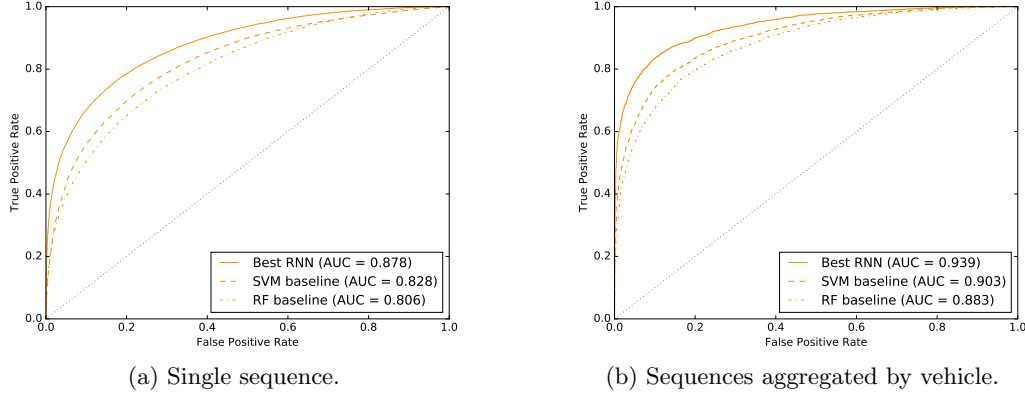 1.0
0.8
0.6
0.4
0.2
0.0
True Positive Rate
0.0 0.2 0.4 0.6 0.8 1.0
False Positive Rate
Best RNN (AUC = 0.878)
SVM baseline (AUC = 0.828)
RF baseline (AUC = 0.806)
(a) Single sequence.
1.0
0.8
0.6
0.4
0.2
0.0
True Positive Rate
0.0 0.2 0.4 0.6 0.8 1.0
False Positive Rate
Best RNN (AUC = 0.939)
SVM baseline (AUC = 0.903)
RF baseline (AUC = 0.883)
(b) Sequences aggregated by vehicle.